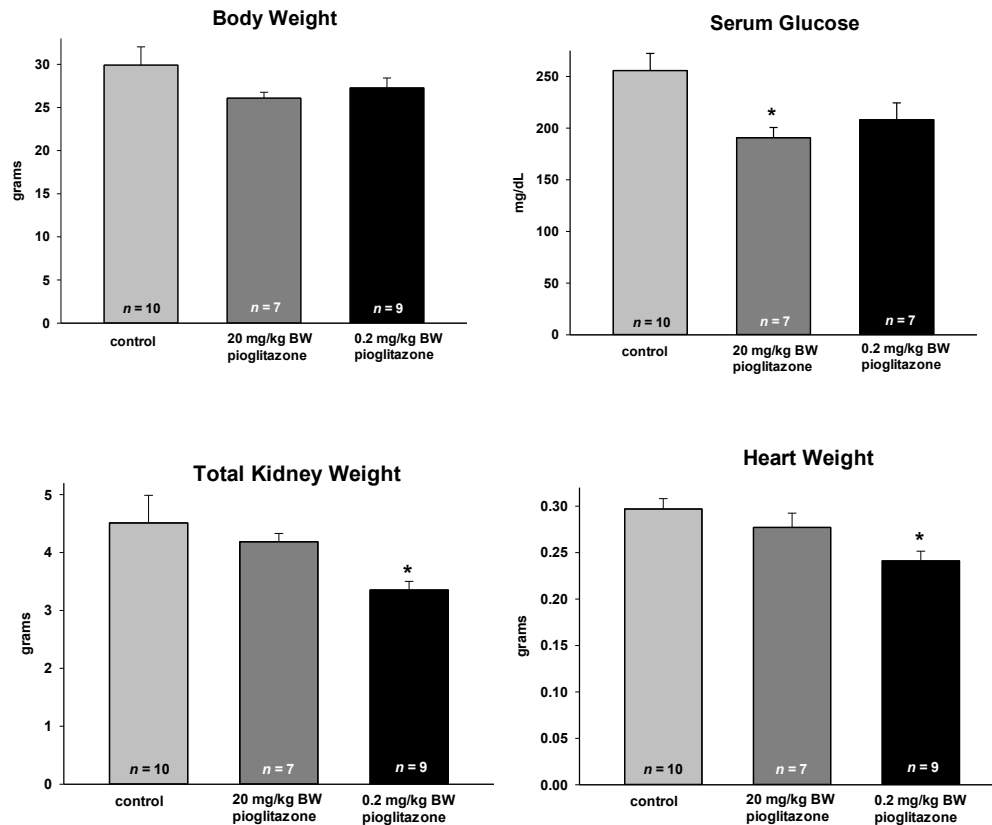 Body Weight
grams
30
25
20
15
10
5
0
n = 10
n = 7
n = 9
control
20 mg/kg BW
pioglitazone
0.2 mg/kg BW
pioglitazone
Serum Glucose
mg/dL
250
200
150
100
50
0
*
n = 10
n = 7
n = 7
control
20 mg/kg BW
pioglitazone
0.2 mg/kg BW
pioglitazone
Total Kidney Weight
grams
5
4
3
2
1
0
*
n = 10
n = 7
n = 9
control
20 mg/kg BW
pioglitazone
0.2 mg/kg BW
pioglitazone
Heart Weight
grams
0.30
0.25
0.20
0.15
0.10
0.05
0.00
*
n = 10
n = 7
n = 9
control
20 mg/kg BW
pioglitazone
0.2 mg/kg BW
pioglitazone